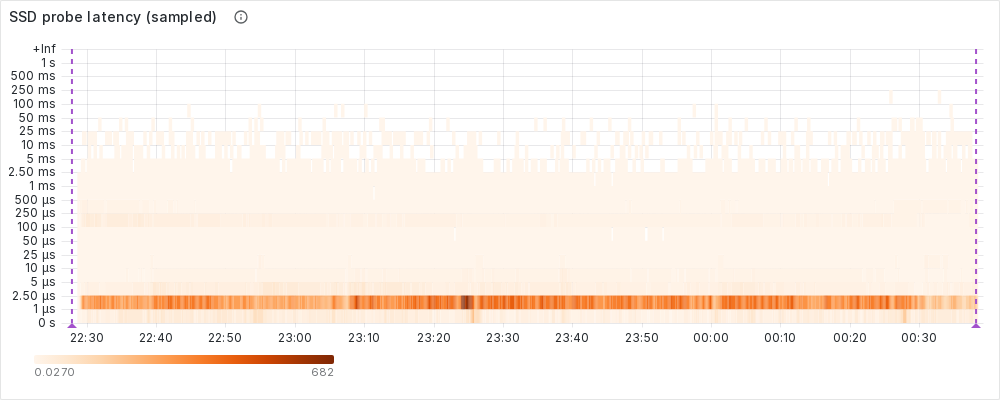 SSD probe latency (sampled)
+Inf
1 s
500 ms
250 ms
100 ms
50 ms
25 ms
10 ms
5 ms
2.50 ms
1 ms
500 µs
250 µs
100 µs
50 µs
25 µs
10 µs
5 µs
2.50 µs
1 µs
0 s
22:30 22:40 22:50 23:00 23:10 23:20 23:30 23:40 23:50 00:00 00:10 00:20 00:30
0.0270 682